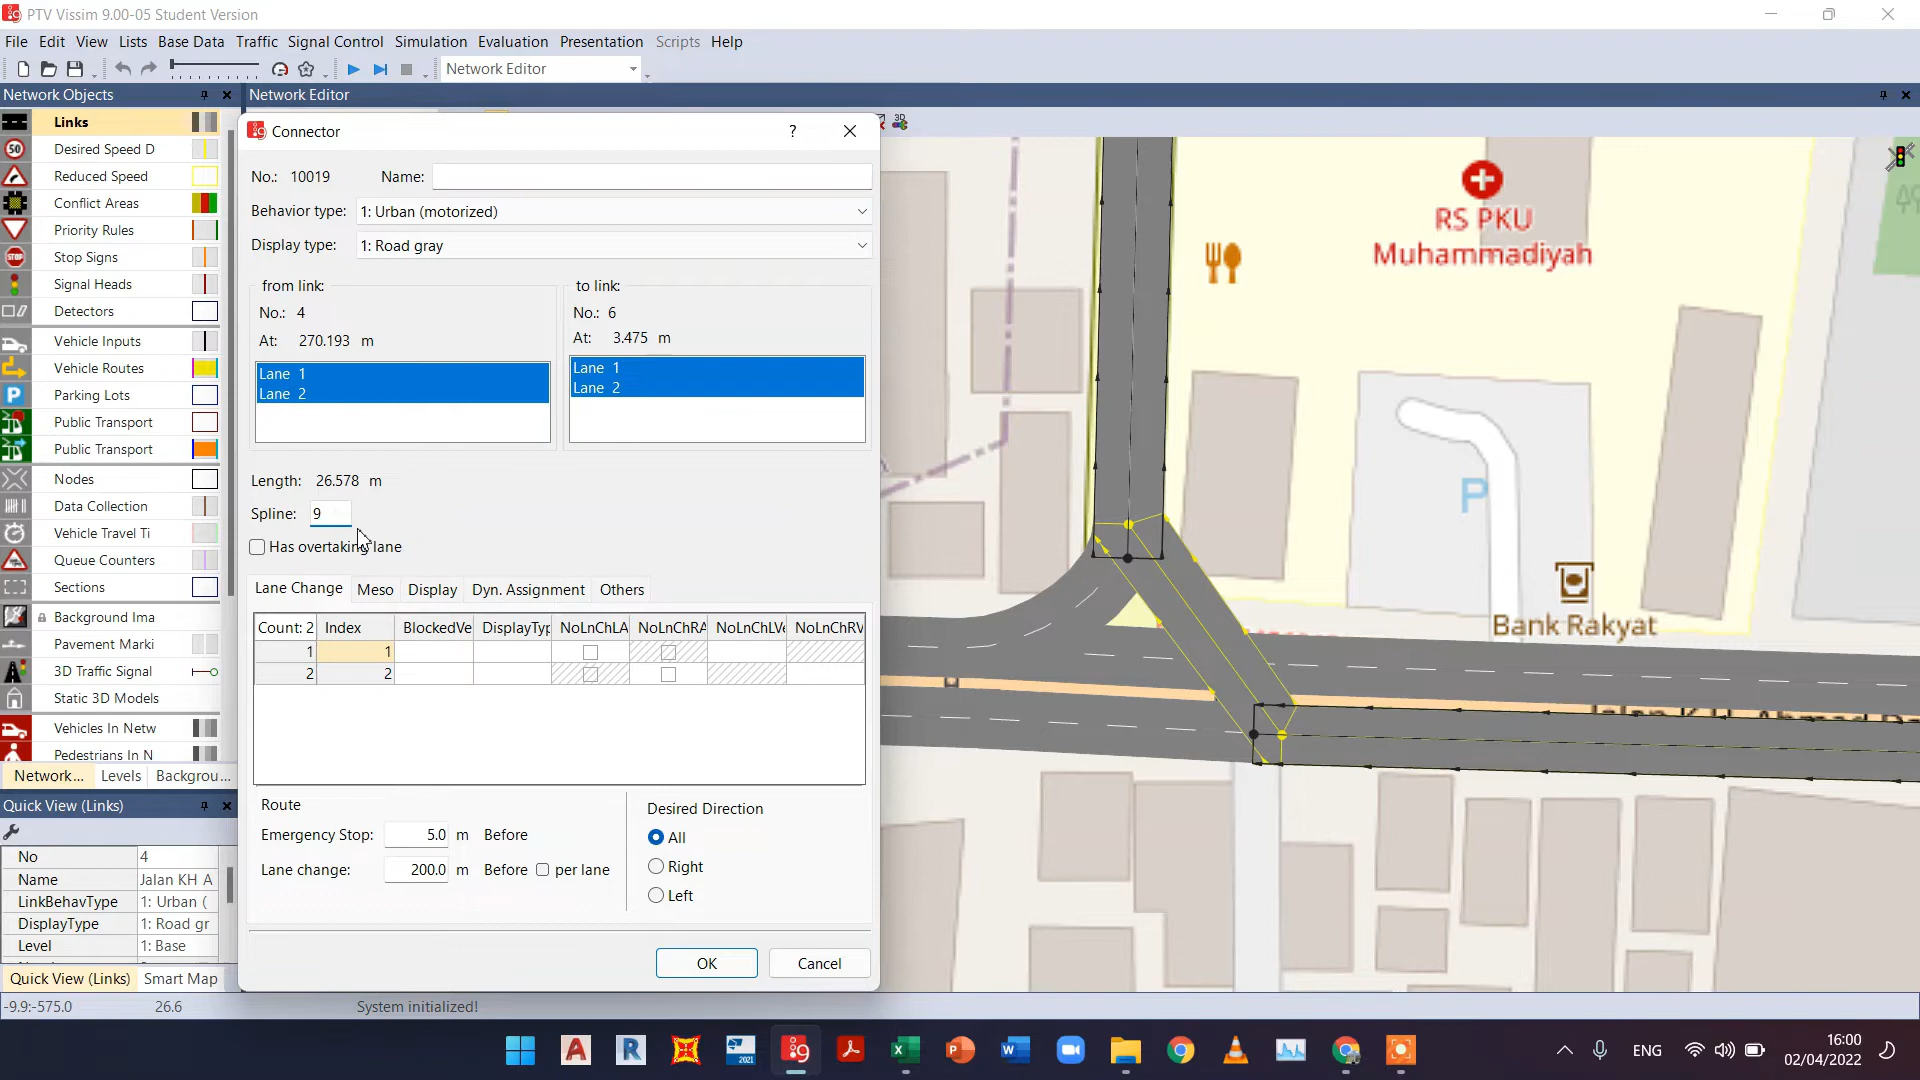 PTV Vissim 9.00-05 Student Version
File Edit View Lists Base Data Traffic Signal Control Simulation Evaluation Presentation Scripts Help
Network Editor
Network Objects
Network Editor
Links
Desired Speed D
Reduced Speed
Conflict Areas
Priority Rules
Stop Signs
Signal Heads
Detectors
Vehicle Inputs
Vehicle Routes
Parking Lots
Public Transport
Public Transport
Nodes
Data Collection
Vehicle Travel Ti
Queue Counters
Sections
Background Ima
Pavement Marki
3D Traffic Signal
Static 3D Models
Vehicles In Netw
Pedestrians In N
Network... Levels Backgrou...
Quick View (Links)
No 4
Name Jalan KH A
LinkBehavType 1: Urban (
DisplayType 1: Road gr
Level 1: Base
Quick View (Links) Smart Map
-9.9:-575.0 26.6 System initialized!
Connector
No.: 10019 Name:
Behavior type: 1: Urban (motorized)
Display type: 1: Road gray
from link:
No.: 4
At: 270.193 m
Lane 1
Lane 2
to link:
No.: 6
At: 3.475 m
Lane 1
Lane 2
Length: 26.578 m
Spline: 9
Has overtaking lane
Lane Change Meso Display Dyn. Assignment Others
Count: 2 Index BlockedVe DisplayTyp NoLnChLA NoLnChRA NoLnChLVe NoLnChRV
1 1
2 2
Route
Emergency Stop: 5.0 m Before
Lane change: 200.0 m Before per lane
Desired Direction
All
Right
Left
OK Cancel
RS PKU
Muhammadiyah
P
Bank Rakyat
ENG
16:00
02/04/2022